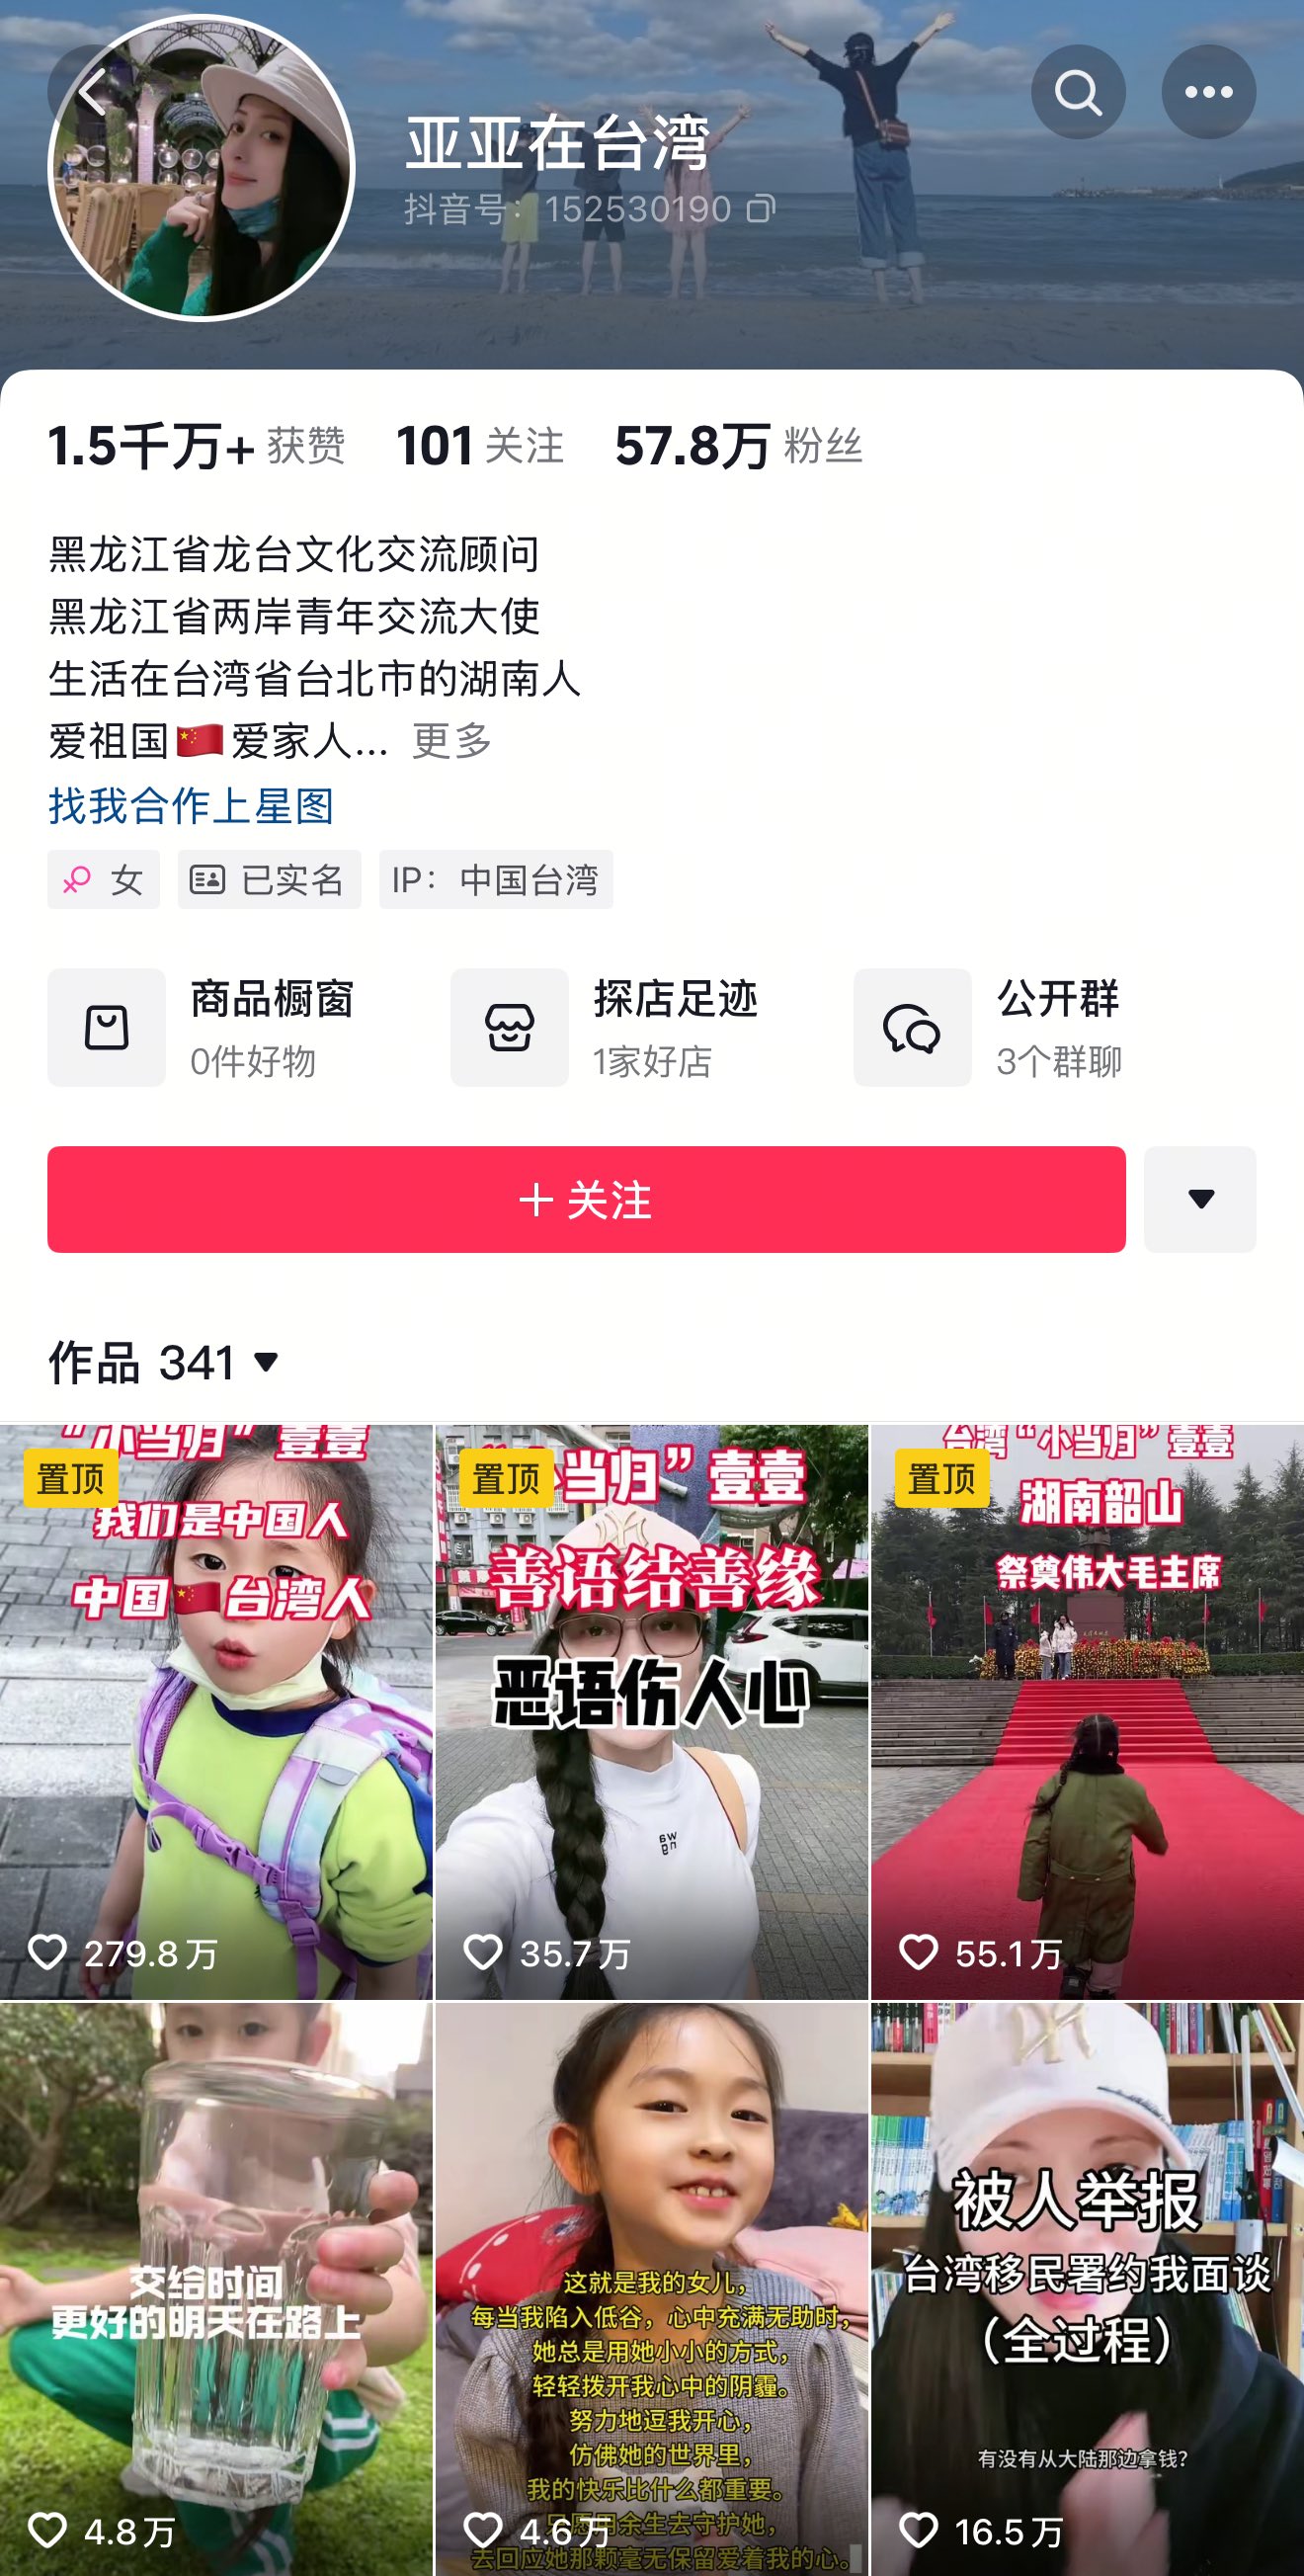 亚亚在台湾
抖音号：152530190
1.5千万+ 获赞 101 关注 57.8万 粉丝
黑龙江省龙台文化交流顾问
黑龙江省两岸青年交流大使
生活在台湾省台北市的湖南人
爱祖国🇨🇳爱家人... 更多
找我合作上星图
女 已实名 IP：中国台湾
商品橱窗
0件好物
探店足迹
1家好店
公开群
3个群聊
+ 关注
作品 341
“小当归”壹壹
置顶
我们是中国人
中国🇨🇳台湾人
279.8万
当归”壹壹
置顶
善语结善缘
恶语伤人心
35.7万
台湾“小当归”壹壹
置顶
湖南韶山
祭奠伟大毛主席
55.1万
交给时间
更好的明天在路上
4.8万
这就是我的女儿，
每当我陷入低谷，心中充满无助时，
她总是用她小小的方式，
轻轻拨开我心中的阴霾。
努力地逗我开心，
仿佛她的世界里，
我的快乐比什么都重要。
只愿用余生去守护她，
去回应她那颗毫无保留爱着我的心。
4.6万
被人举报
台湾移民署约我面谈
（全过程）
有没有从大陆那边拿钱？
16.5万